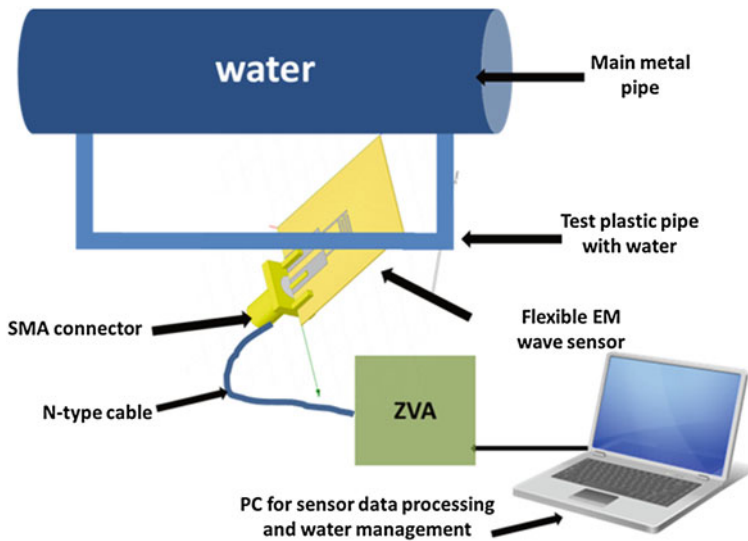 water
Main metal
pipe
Test plastic pipe
with water
SMA connector
Flexible EM
wave sensor
N-type cable
ZVA
PC for sensor data processing
and water management